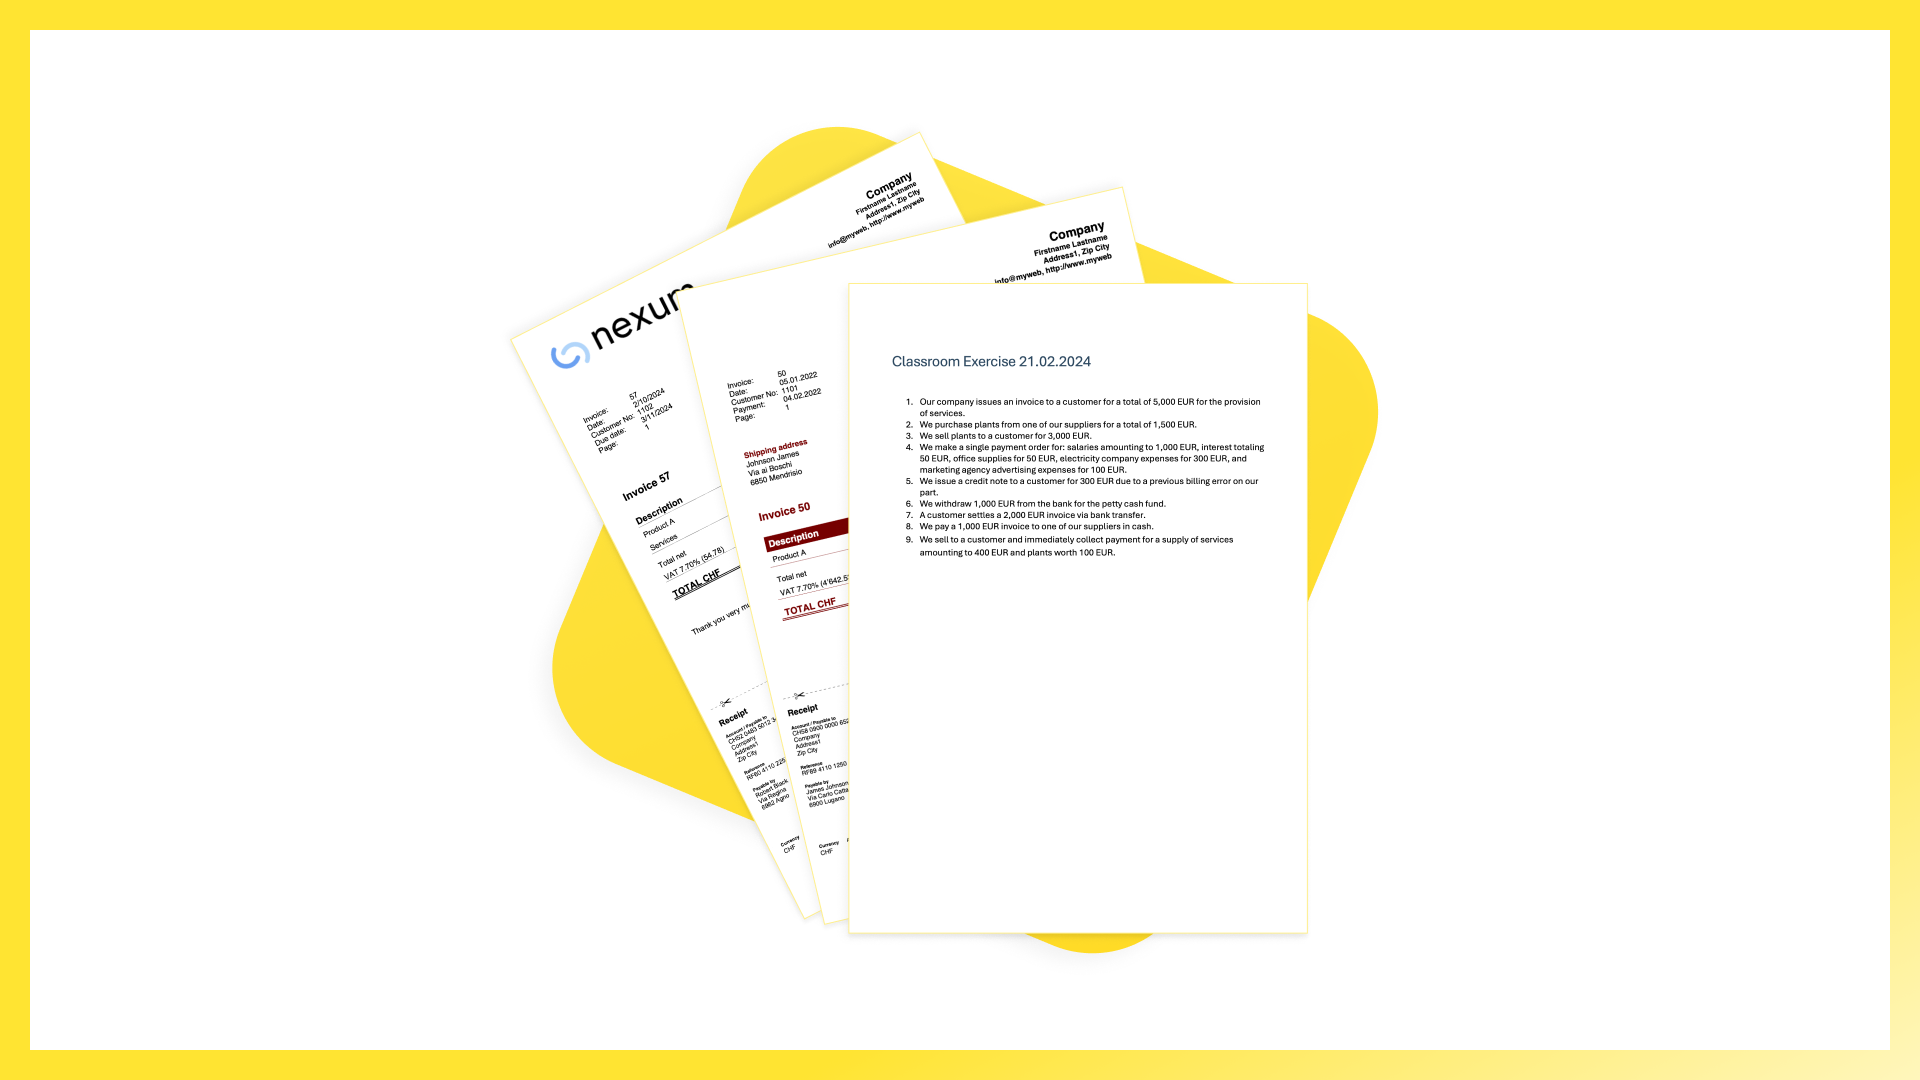 Company
Firstname Lastname
Address1, Zip City
info@myweb, http://www.myweb
nexum
Invoice: 57
Date: 2/10/2024
Customer No: 1102
Due date: 3/11/2024
Page: 1
Invoice 57
Description
Product A
Services
Total net
VAT 7.70% (54.78)
TOTAL CHF
Thank you very
Receipt
Account / Payable to
CH52 0483 5012
Company
Address1
Zip City
Reference
RF60 4110 225
Payable by
Robert Black
Via Regina
6982 Agno
Currency
CHF
Company
Firstname Lastname
Address1, Zip City
info@myweb, http://www.myweb
Invoice: 50
Date: 05.01.2022
Customer No: 1101
Payment: 04.02.2022
Page: 1
Shipping address
Johnson James
Via ai Boschi
6850 Mendrisio
Invoice 50
Description
Product A
Total net
VAT 7.70% (4'642.5
TOTAL CHF
Receipt
Account / Payable to
CH58 0900 0000 652
Company
Address1
Zip City
Reference
RF69 4110 1250
Payable by
James Johnson
Via Carlo Catta
6900 Lugano
Currency
CHF
Classroom Exercise 21.02.2024
1. Our company issues an invoice to a customer for a total of 5,000 EUR for the provision
of services.
2. We purchase plants from one of our suppliers for a total of 1,500 EUR.
3. We sell plants to a customer for 3,000 EUR.
4. We make a single payment order for: salaries amounting to 1,000 EUR, interest totaling
50 EUR, office supplies for 50 EUR, electricity company expenses for 300 EUR, and
marketing agency advertising expenses for 100 EUR.
5. We issue a credit note to a customer for 300 EUR due to a previous billing error on our
part.
6. We withdraw 1,000 EUR from the bank for the petty cash fund.
7. A customer settles a 2,000 EUR invoice via bank transfer.
8. We pay a 1,000 EUR invoice to one of our suppliers in cash.
9. We sell to a customer and immediately collect payment for a supply of services
amounting to 400 EUR and plants worth 100 EUR.